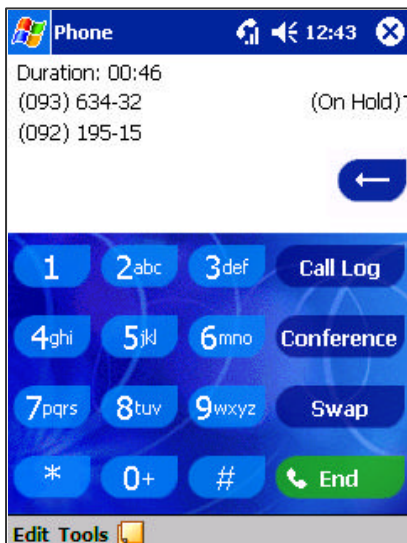 Phone 12:43
Duration: 00:46
(093) 634-32 (On Hold)
(092) 195-15
1 2abc 3def Call Log
4ghi 5jkl 6mno Conference
7pqrs 8tuv 9wxyz Swap
* 0+ # End
Edit Tools